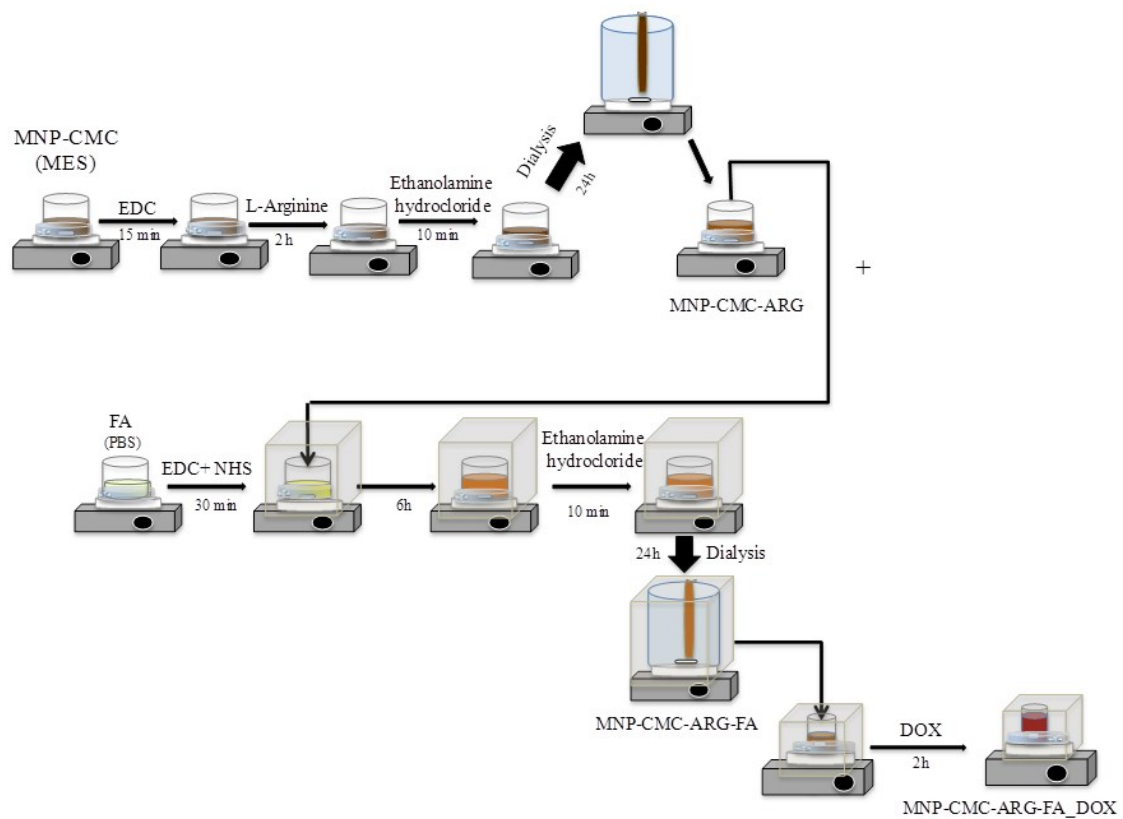 MNP-CMC
(MES)
EDC
15 min
L-Arginine
2h
Ethanolamine
hydrocloride
10 min
Dialysis
24h
MNP-CMC-ARG
+
FA
(PBS)
EDC+ NHS
30 min
6h
Ethanolamine
hydrocloride
10 min
24h
Dialysis
MNP-CMC-ARG-FA
DOX
2h
MNP-CMC-ARG-FA_DOX